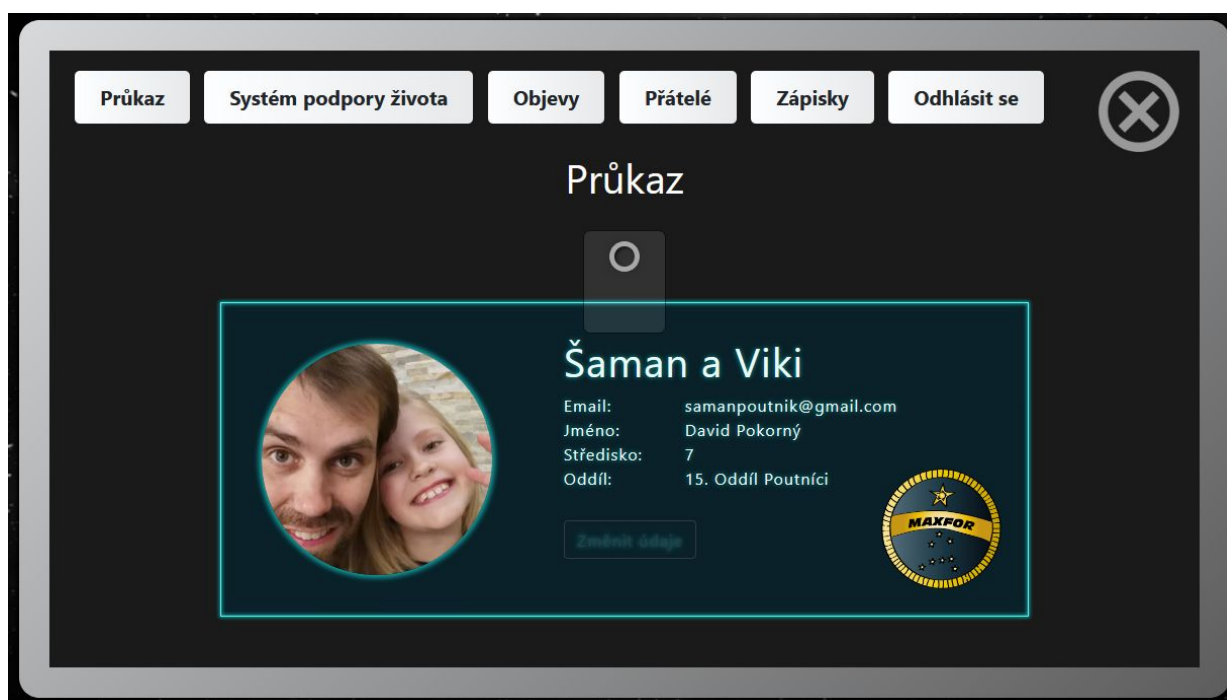 Průkaz Systém podpory života Objevy Přátelé Zápisky Odhlásit se
Průkaz
Šaman a Viki
Email: samanpoutnik@gmail.com
Jméno: David Pokorný
Středisko: 7
Oddíl: 15. Oddíl Poutníci
MAXFOR
Změnit údaje